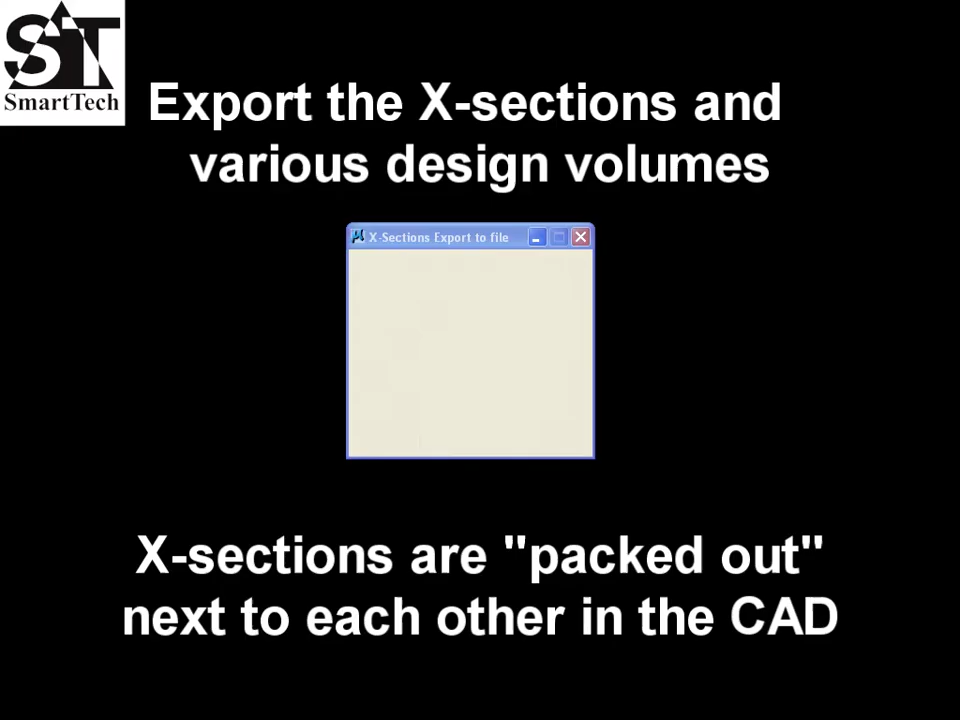 ST
SmartTech
Export the X-sections and
various design volumes
X-Sections Export to file
X-sections are "packed out"
next to each other in the CAD